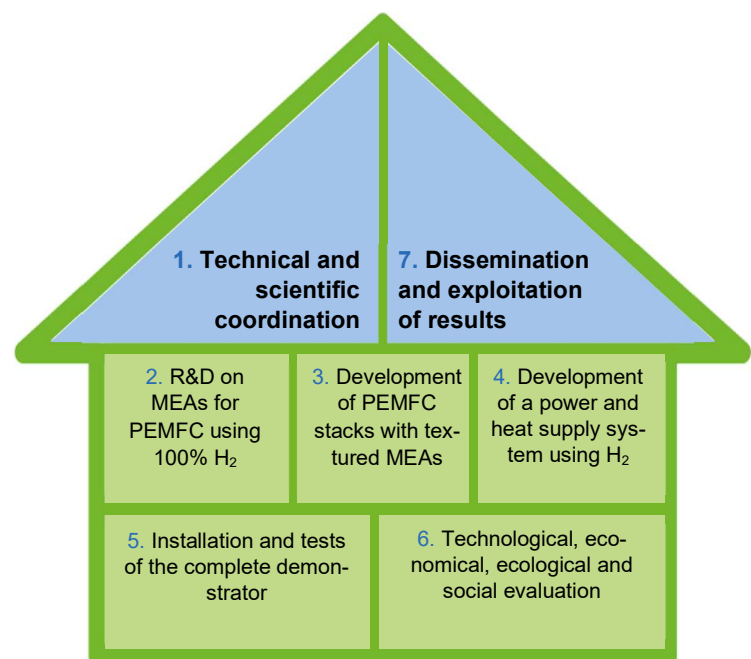 1. Technical and
scientific
coordination
7. Dissemination
and exploitation
of results
2. R&D on
MEAs for
PEMFC using
100% H₂
3. Development
of PEMFC
stacks with tex-
tured MEAs
4. Development
of a power and
heat supply sys-
tem using H₂
5. Installation and tests
of the complete demon-
strator
6. Technological, eco-
nomical, ecological and
social evaluation